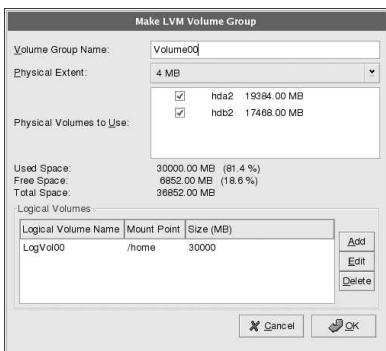 Make LVM Volume Group
Volume Group Name: Volume00
Physical Extent: 4 MB
Physical Volumes to Use:
hda2 19384.00 MB
hdb2 17468.00 MB
Used Space: 30000.00 MB (81.4 %)
Free Space: 6852.00 MB (18.6 %)
Total Space: 36852.00 MB
Logical Volumes
Logical Volume Name Mount Point Size (MB)
LogVol00 /home 30000
Add
Edit
Delete
Cancel OK